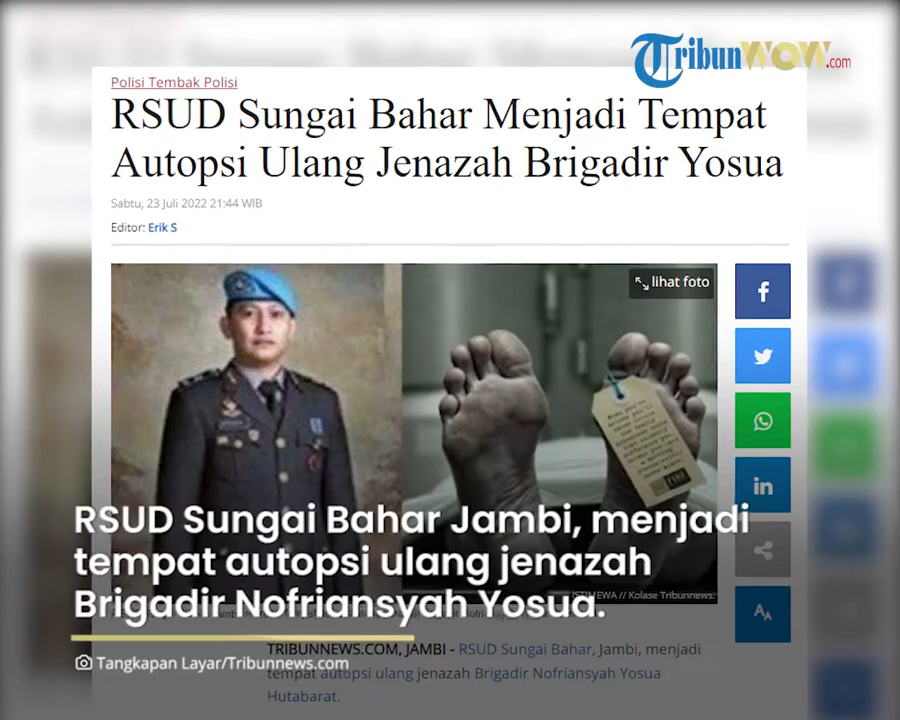 TribunWOW.com
Polisi Tembak Polisi
RSUD Sungai Bahar Menjadi Tempat
Autopsi Ulang Jenazah Brigadir Yosua
Sabtu, 23 Juli 2022 21:44 WIB
Editor: Erik S
lihat foto
RSUD Sungai Bahar Jambi, menjadi
tempat autopsi ulang jenazah
Brigadir Nofriansyah Yosua.
ISTIMEWA // Kolase Tribunnews.
Tangkapan Layar/Tribunnews.com
TRIBUNNEWS.COM, JAMBI - RSUD Sungai Bahar, Jambi, menjadi
tempat autopsi ulang jenazah Brigadir Nofriansyah Yosua
Hutabarat.